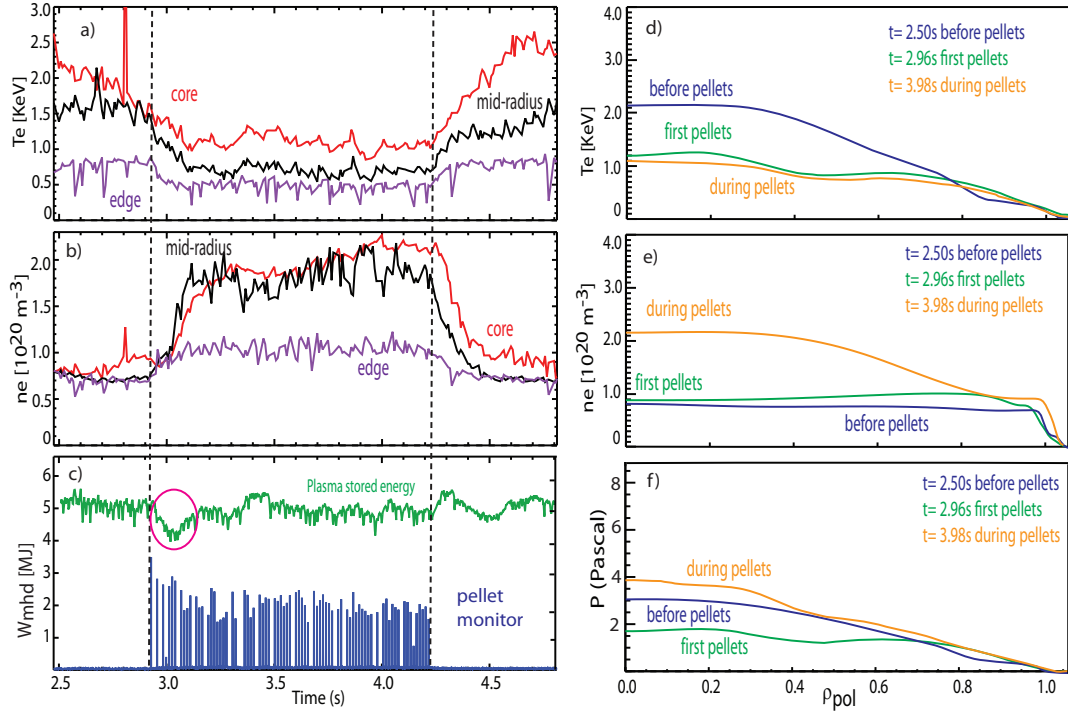 a)
3.0
2.5
2.0
1.5
1.0
0.5
0
Te [KeV]
core
mid-radius
edge
b)
2.0
1.5
1.0
0.5
0
ne [10^20 m^-3]
mid-radius
core
edge
c)
6
5
4
3
2
1
Wmhd [MJ]
Plasma stored energy
pellet
monitor
2.5 3.0 3.5 4.0 4.5
Time (s)
d)
4.0
3.0
2.0
1.0
0
Te [KeV]
t= 2.50s before pellets
t= 2.96s first pellets
t= 3.98s during pellets
before pellets
first pellets
during pellets
e)
4.0
3.0
2.0
1.0
0
ne [10^20 m^-3]
t= 2.50s before pellets
t= 2.96s first pellets
t= 3.98s during pellets
during pellets
first pellets
before pellets
f)
8
6
4
2
P (Pascal)
t= 2.50s before pellets
t= 2.96s first pellets
t= 3.98s during pellets
during pellets
before pellets
first pellets
0.0 0.2 0.4 0.6 0.8 1.0
ρpol